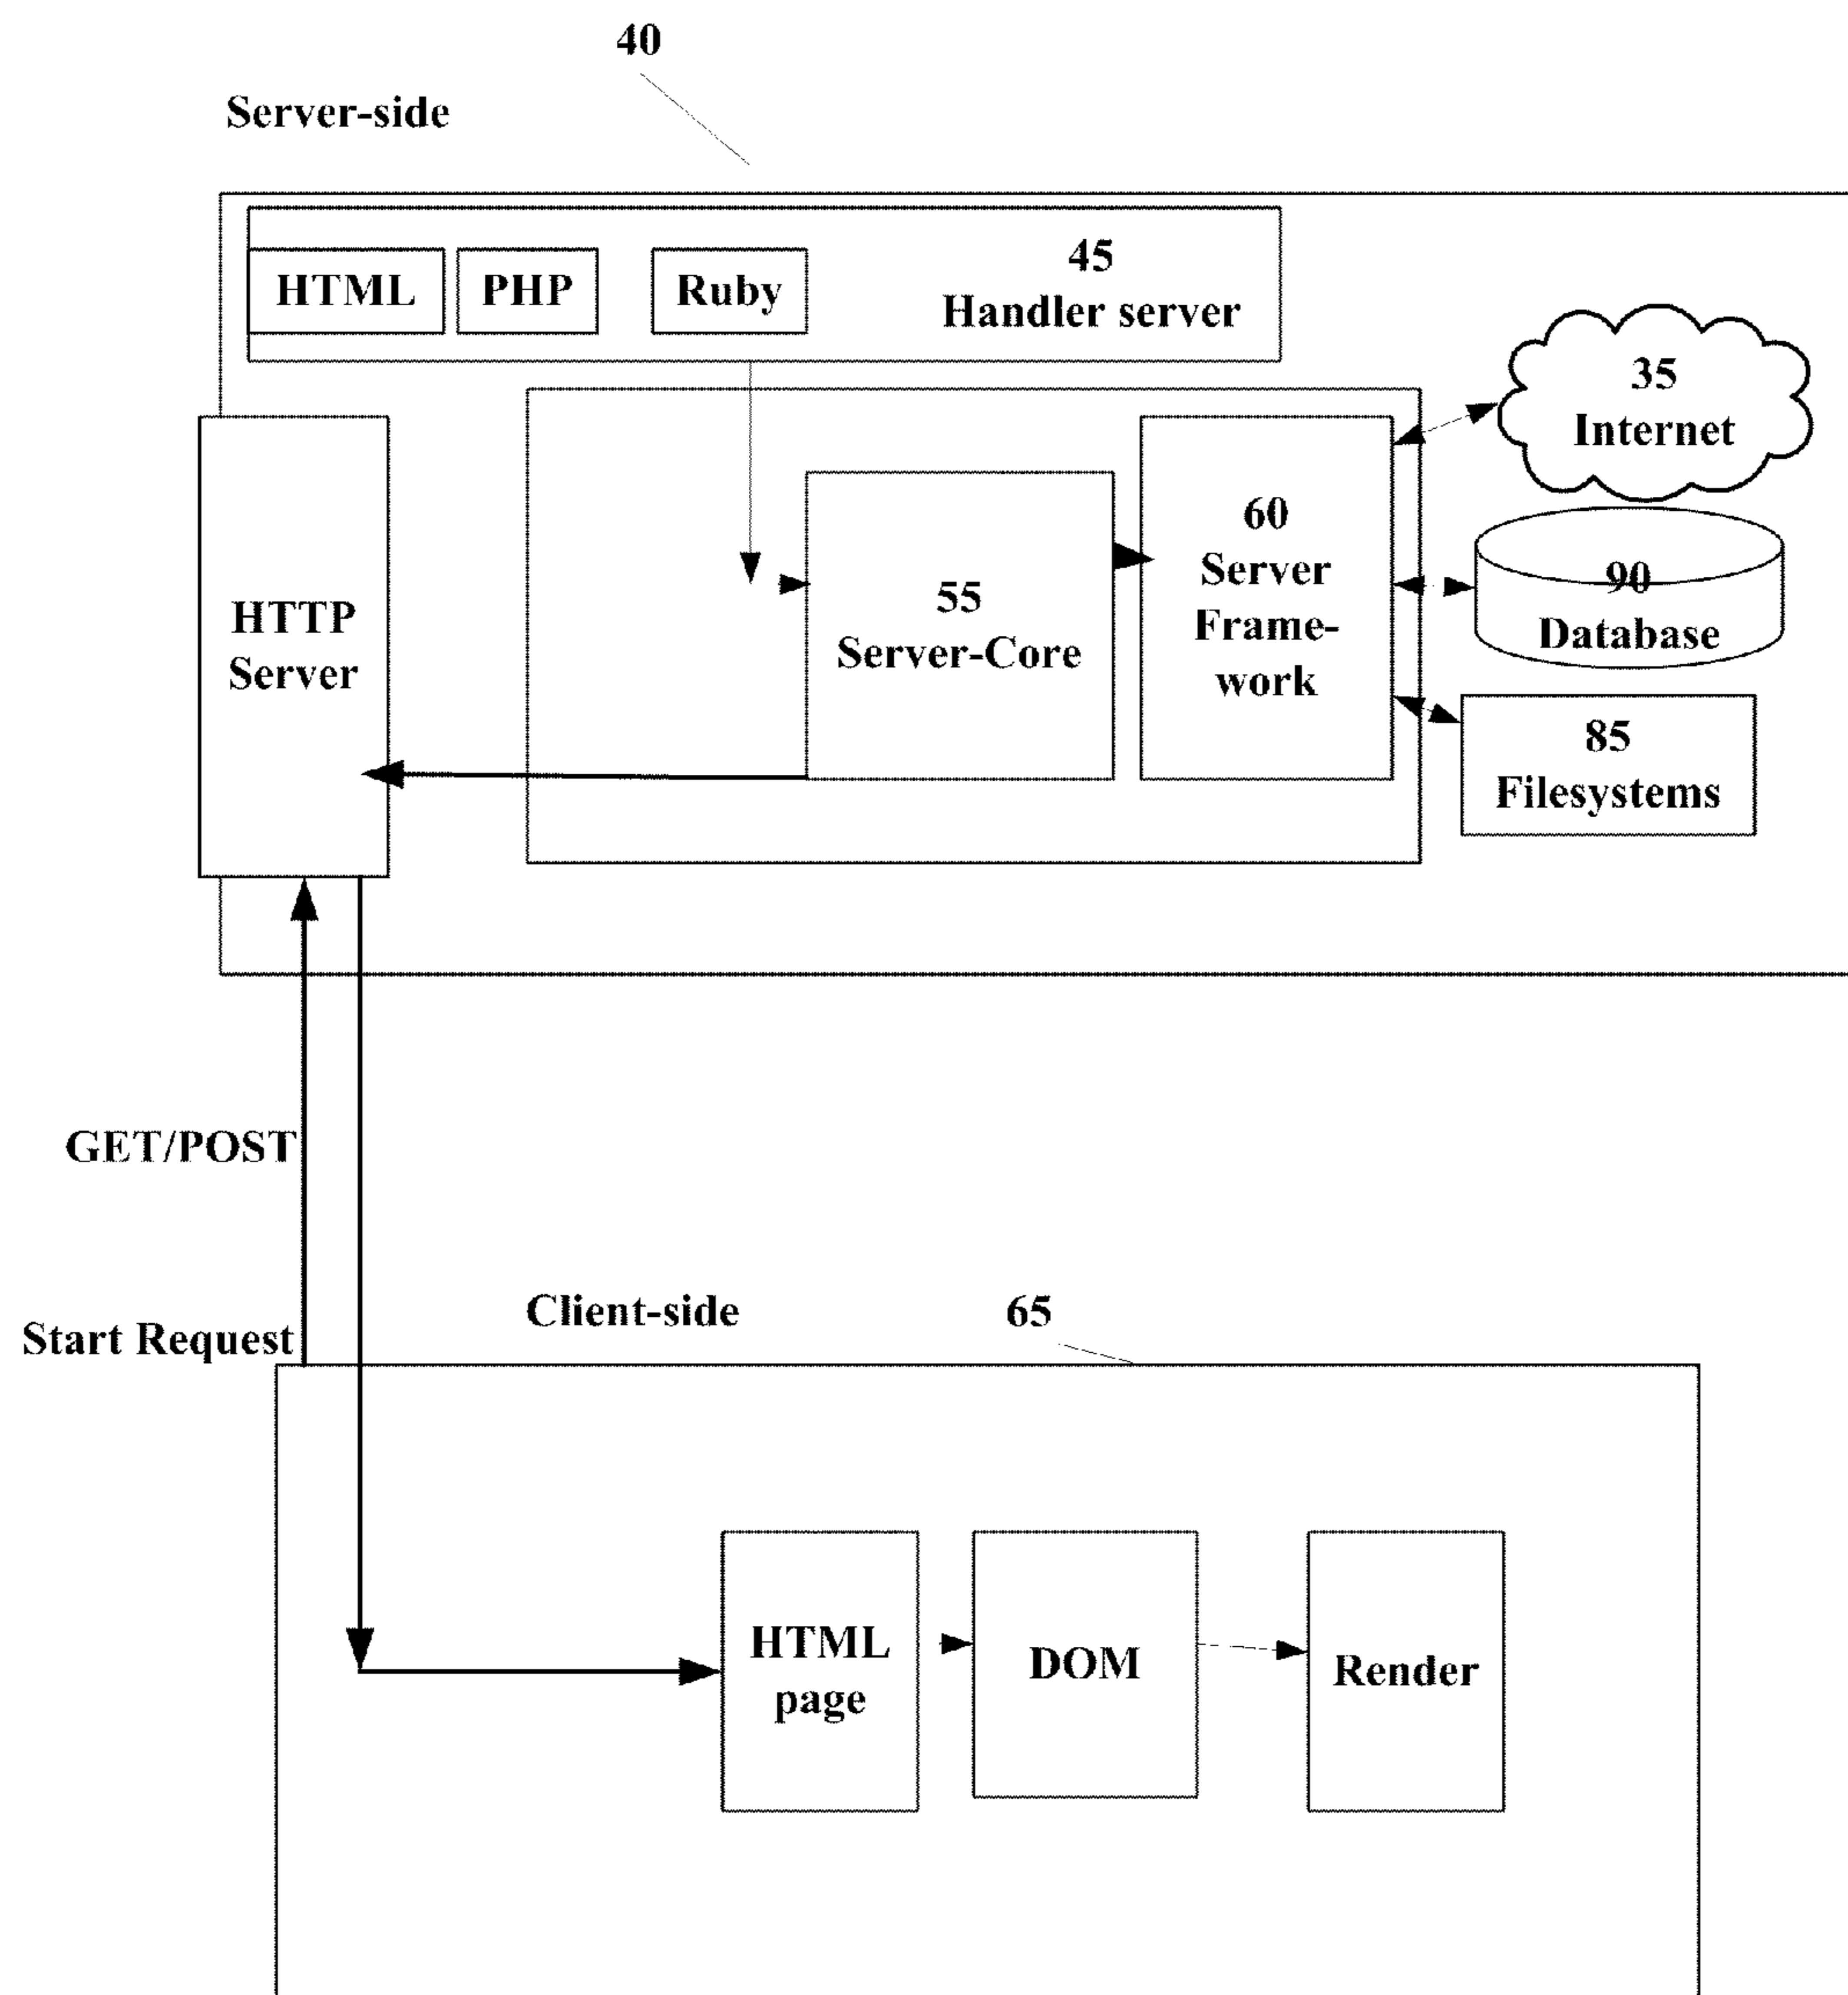 40
Server-side
HTML
PHP
Ruby
45
Handler server
35
Internet
HTTP
Server
55
Server-Core
60
Server
Frame-
work
90
Database
85
Filesystems
GET/POST
Start Request
Client-side
65
HTML
page
DOM
Render